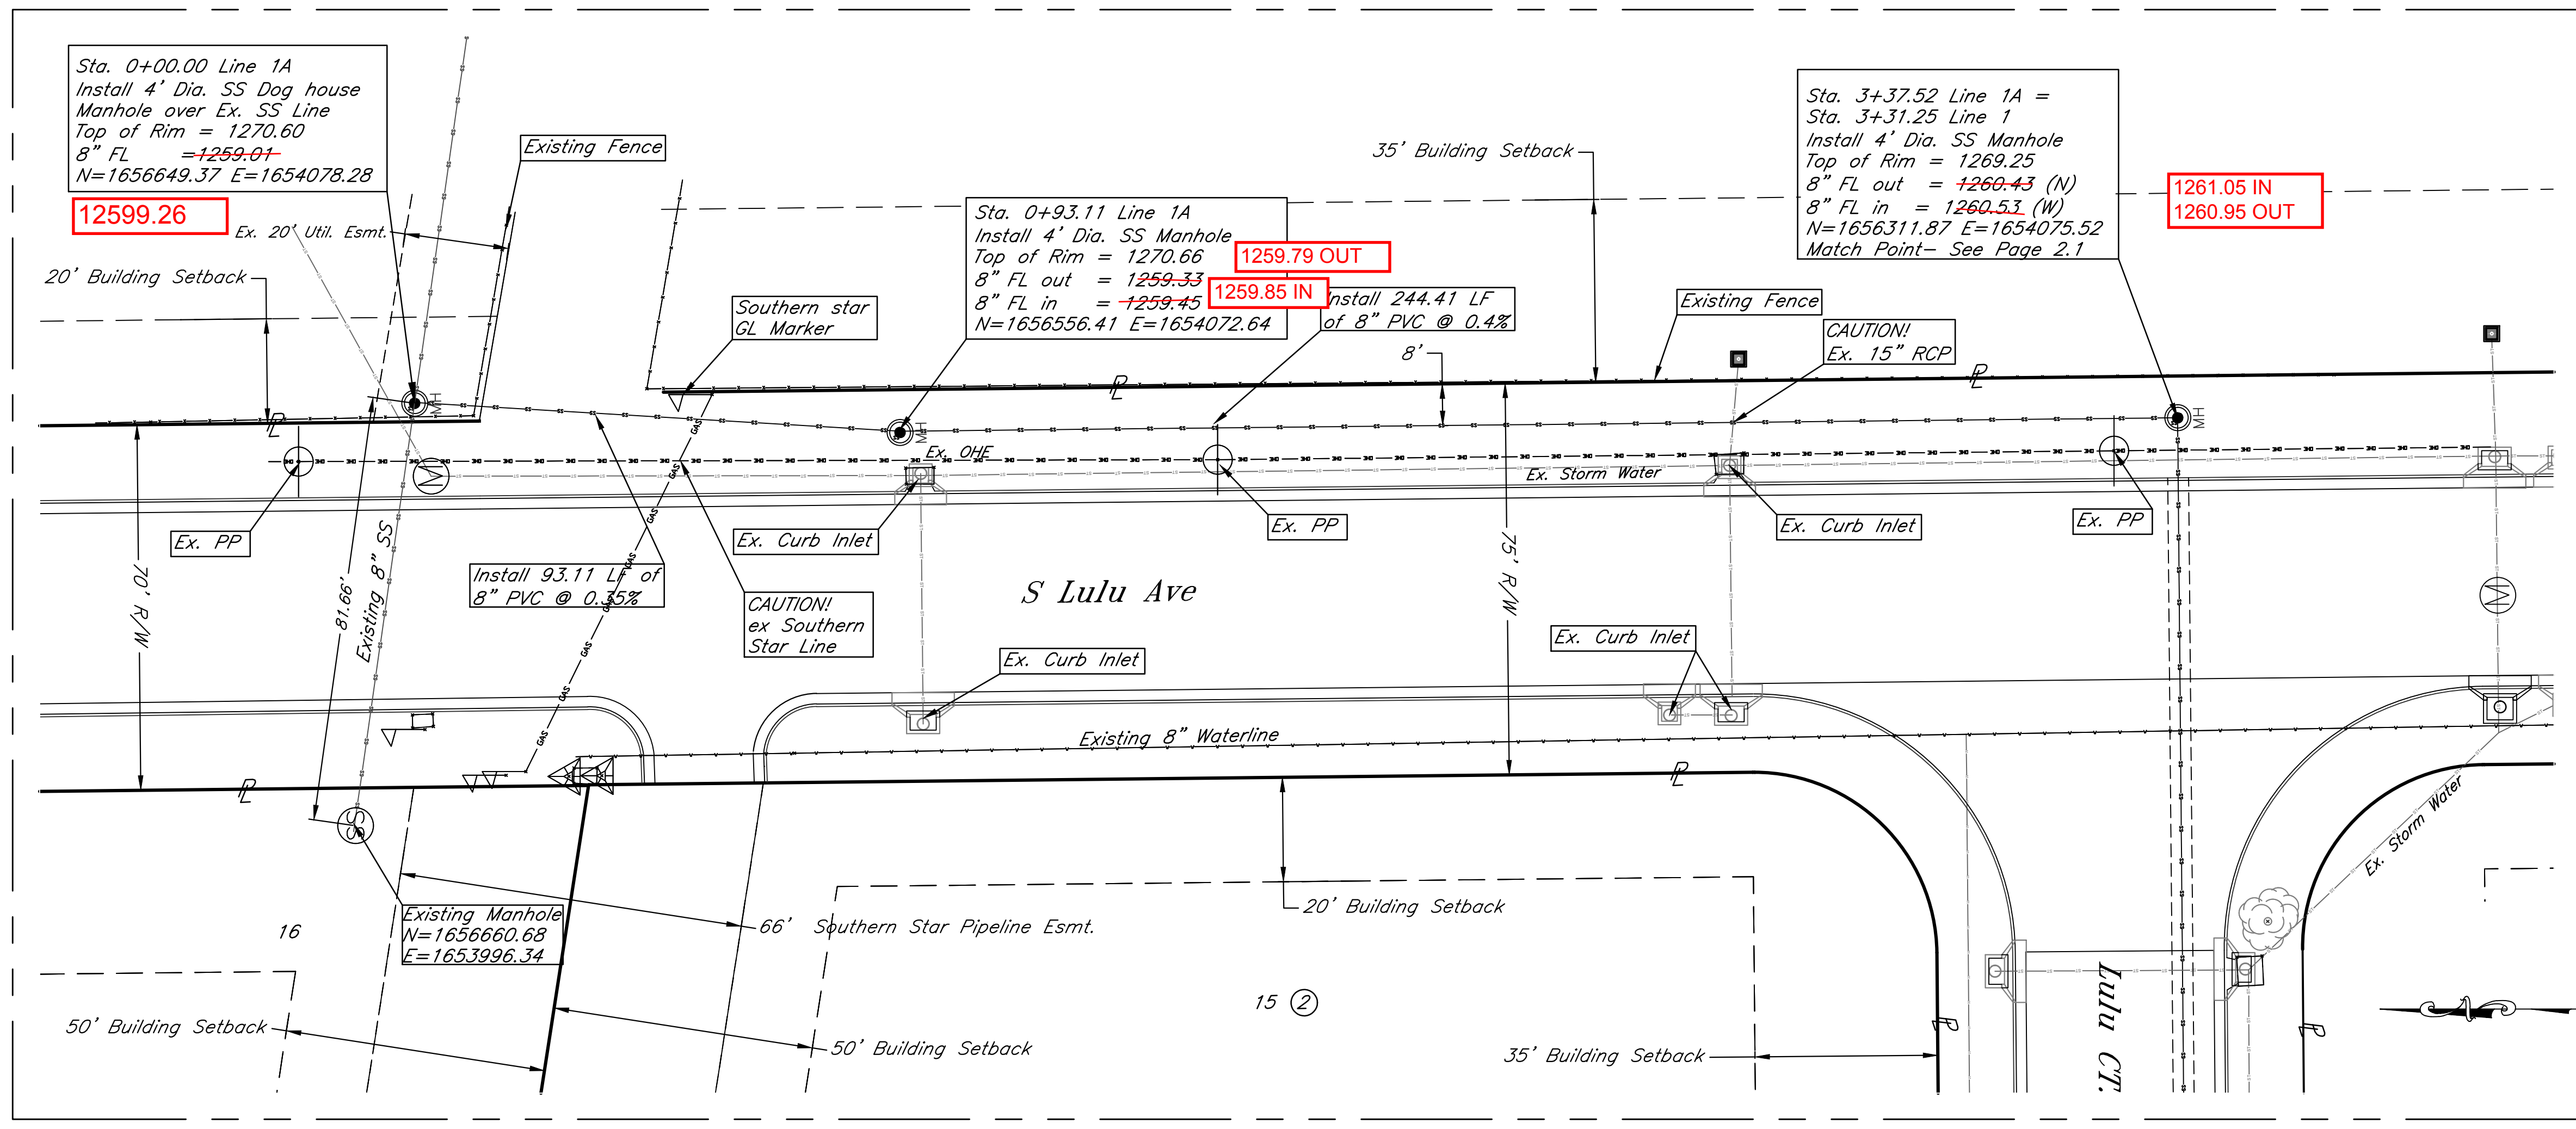 Sta. 0+00.00 Line 1A
Install 4' Dia. SS Dog house
Manhole over Ex. SS Line
Top of Rim = 1270.60
8" FL =1259.01
N=1656649.37 E=1654078.28
12599.26
Ex. 20' Util. Esmt.
20' Building Setback
Existing Fence
Southern star
GL Marker
Sta. 0+93.11 Line 1A
Install 4' Dia. SS Manhole
Top of Rim = 1270.66
8" FL out = 1259.33
8" FL in = 1259.45
N=1656556.41 E=1654072.64
1259.79 OUT
1259.85 IN
Install 244.41 LF
of 8" PVC @ 0.4%
35' Building Setback
8'
Existing Fence
CAUTION!
Ex. 15" RCP
Sta. 3+37.52 Line 1A =
Sta. 3+31.25 Line 1
Install 4' Dia. SS Manhole
Top of Rim = 1269.25
8" FL out = 1260.43 (N)
8" FL in = 1260.53 (W)
N=1656311.87 E=1654075.52
Match Point- See Page 2.1
1261.05 IN
1260.95 OUT
MH
MH
MH
Ex. OHE
Ex. Storm Water
GAS
GAS
GAS
GAS
GAS
GAS
GAS
GAS
M
M
Ex. PP
Ex. Curb Inlet
Ex. PP
Ex. Curb Inlet
Ex. PP
70' R/W
81.66'
Existing 8" SS
Install 93.11 LF of
8" PVC @ 0.35%
CAUTION!
ex Southern
Star Line
S Lulu Ave
75' R/W
Ex. Curb Inlet
Ex. Curb Inlet
Existing 8" Waterline
SS
Existing Manhole
N=1656660.68
E=1653996.34
66' Southern Star Pipeline Esmt.
20' Building Setback
Ex. Storm Water
16
15 2
50' Building Setback
50' Building Setback
35' Building Setback
Lulu CT.